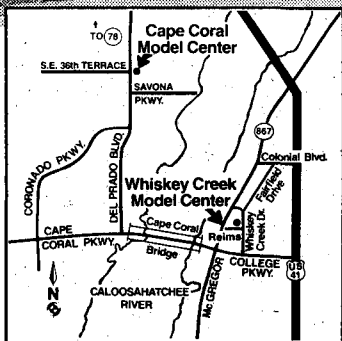 TO 78
Cape Coral
Model Center
S.E. 36th TERRACE
SAVONA
PKWY.
867
CORONADO PKWY.
DEL PRADO BLVD.
Colonial Blvd.
Fairfield
Drive
Whiskey Creek
Model Center
Whiskey
Creek Dr.
Reims
CAPE
CORAL PKWY.
Cape Coral
Bridge
COLLEGE
PKWY.
US
41
N
CALOOSAHATCHEE
RIVER
McGREGOR